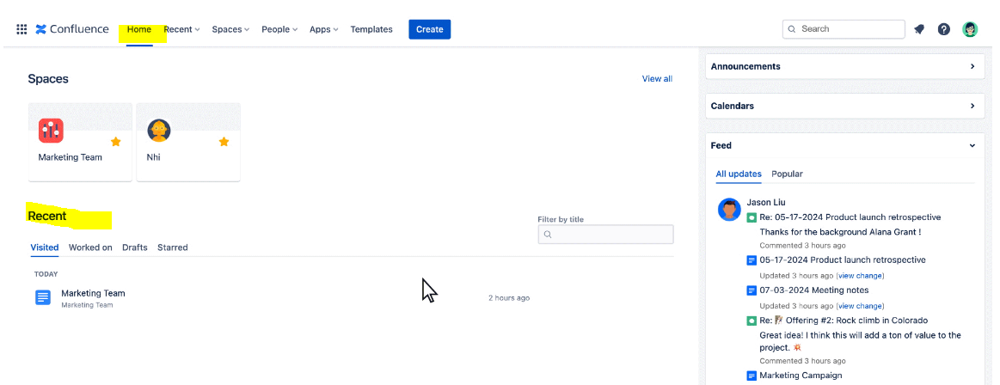 Confluence Home Recent Spaces People Apps Templates Create Search
Spaces
View all
Marketing Team
Nhi
Recent
Filter by title
Visited Worked on Drafts Starred
TODAY
Marketing Team
Marketing Team
2 hours ago
Announcements
Calendars
Feed
All updates Popular
Jason Liu
Re: 05-17-2024 Product launch retrospective
Thanks for the background Alana Grant !
Commented 3 hours ago
05-17-2024 Product launch retrospective
Updated 3 hours ago (view change)
07-03-2024 Meeting notes
Updated 3 hours ago (view change)
Re: Offering #2: Rock climb in Colorado
Great idea! I think this will add a ton of value to the
project.
Commented 3 hours ago
Marketing Campaign